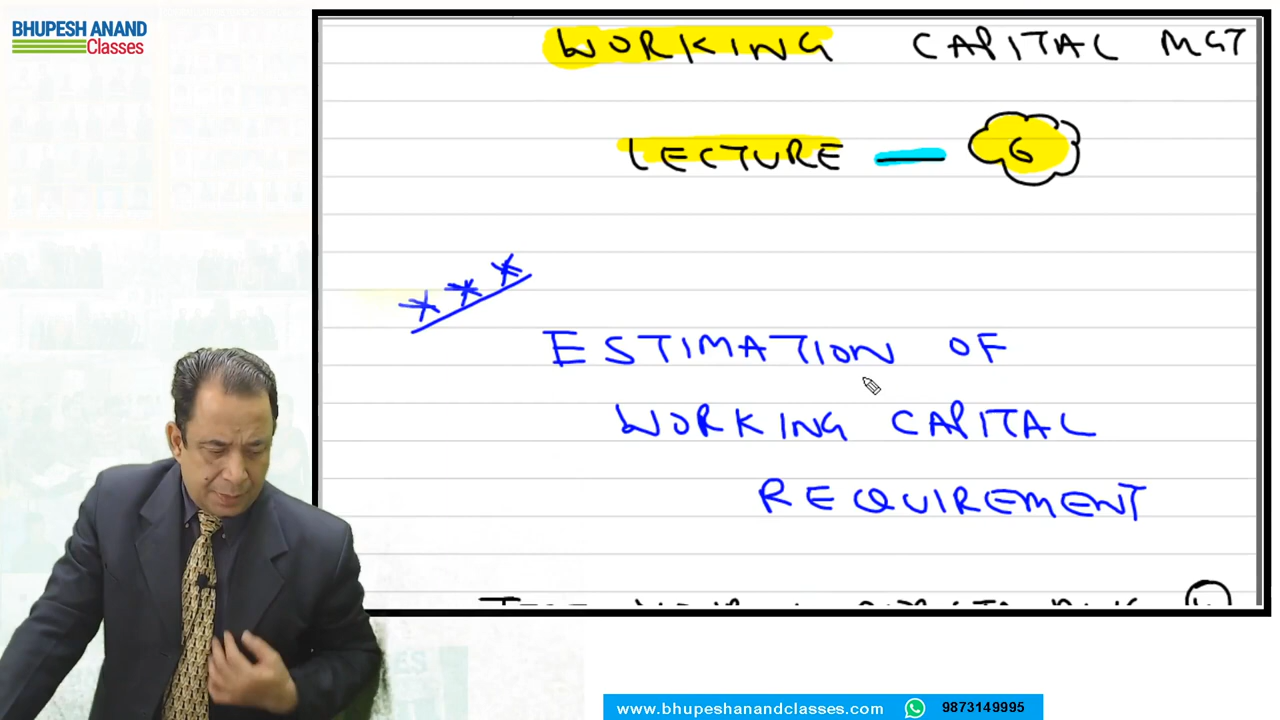 BHUPESH ANAND
Classes
WORKING CAPITAL MGT
LECTURE — 6
ESTIMATION OF
WORKING CAPITAL
REQUIREMENT
www.bhupeshanandclasses.com 9873149995